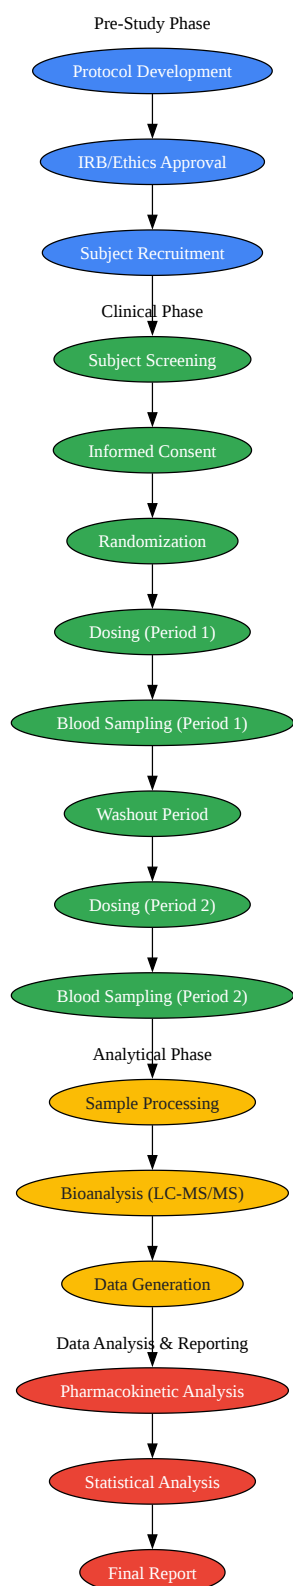 Pre-Study Phase
Protocol Development
IRB/Ethics Approval
Subject Recruitment
Clinical Phase
Subject Screening
Informed Consent
Randomization
Dosing (Period 1)
Blood Sampling (Period 1)
Washout Period
Dosing (Period 2)
Blood Sampling (Period 2)
Analytical Phase
Sample Processing
Bioanalysis (LC-MS/MS)
Data Generation
Data Analysis & Reporting
Pharmacokinetic Analysis
Statistical Analysis
Final Report